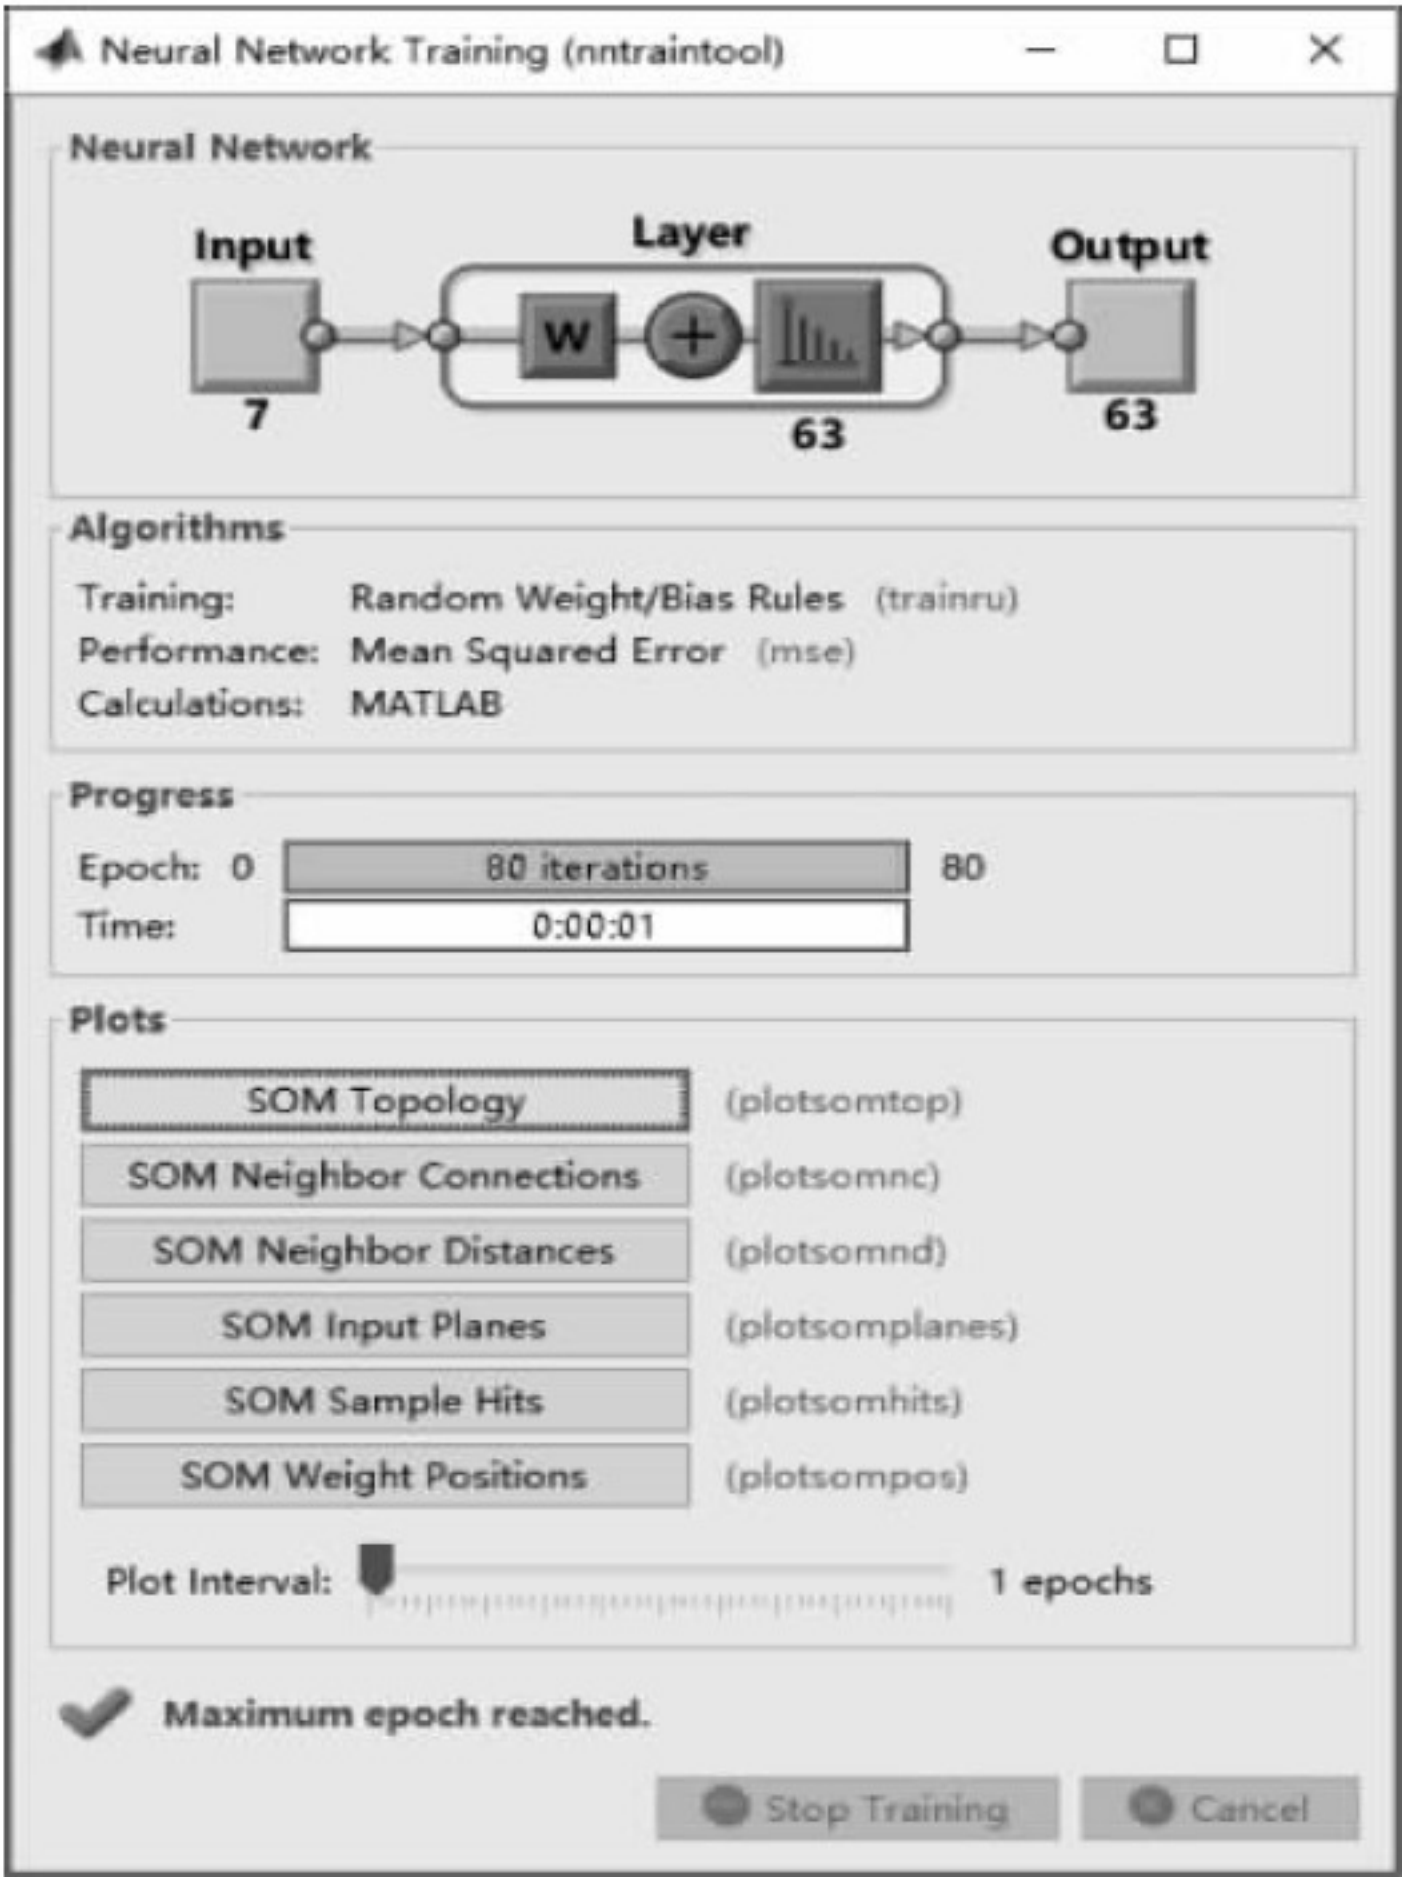 Neural Network Training (nntraintool)
Neural Network
Input
Layer
Output
W
+
7
63
63
Algorithms
Training: Random Weight/Bias Rules (trainru)
Performance: Mean Squared Error (mse)
Calculations: MATLAB
Progress
Epoch: 0 80 iterations 80
Time: 0:00:01
Plots
SOM Topology (plotsomtop)
SOM Neighbor Connections (plotsomnc)
SOM Neighbor Distances (plotsomnd)
SOM Input Planes (plotsomplanes)
SOM Sample Hits (plotsomhits)
SOM Weight Positions (plotsompos)
Plot Interval: 1 epochs
Maximum epoch reached.
Stop Training Cancel